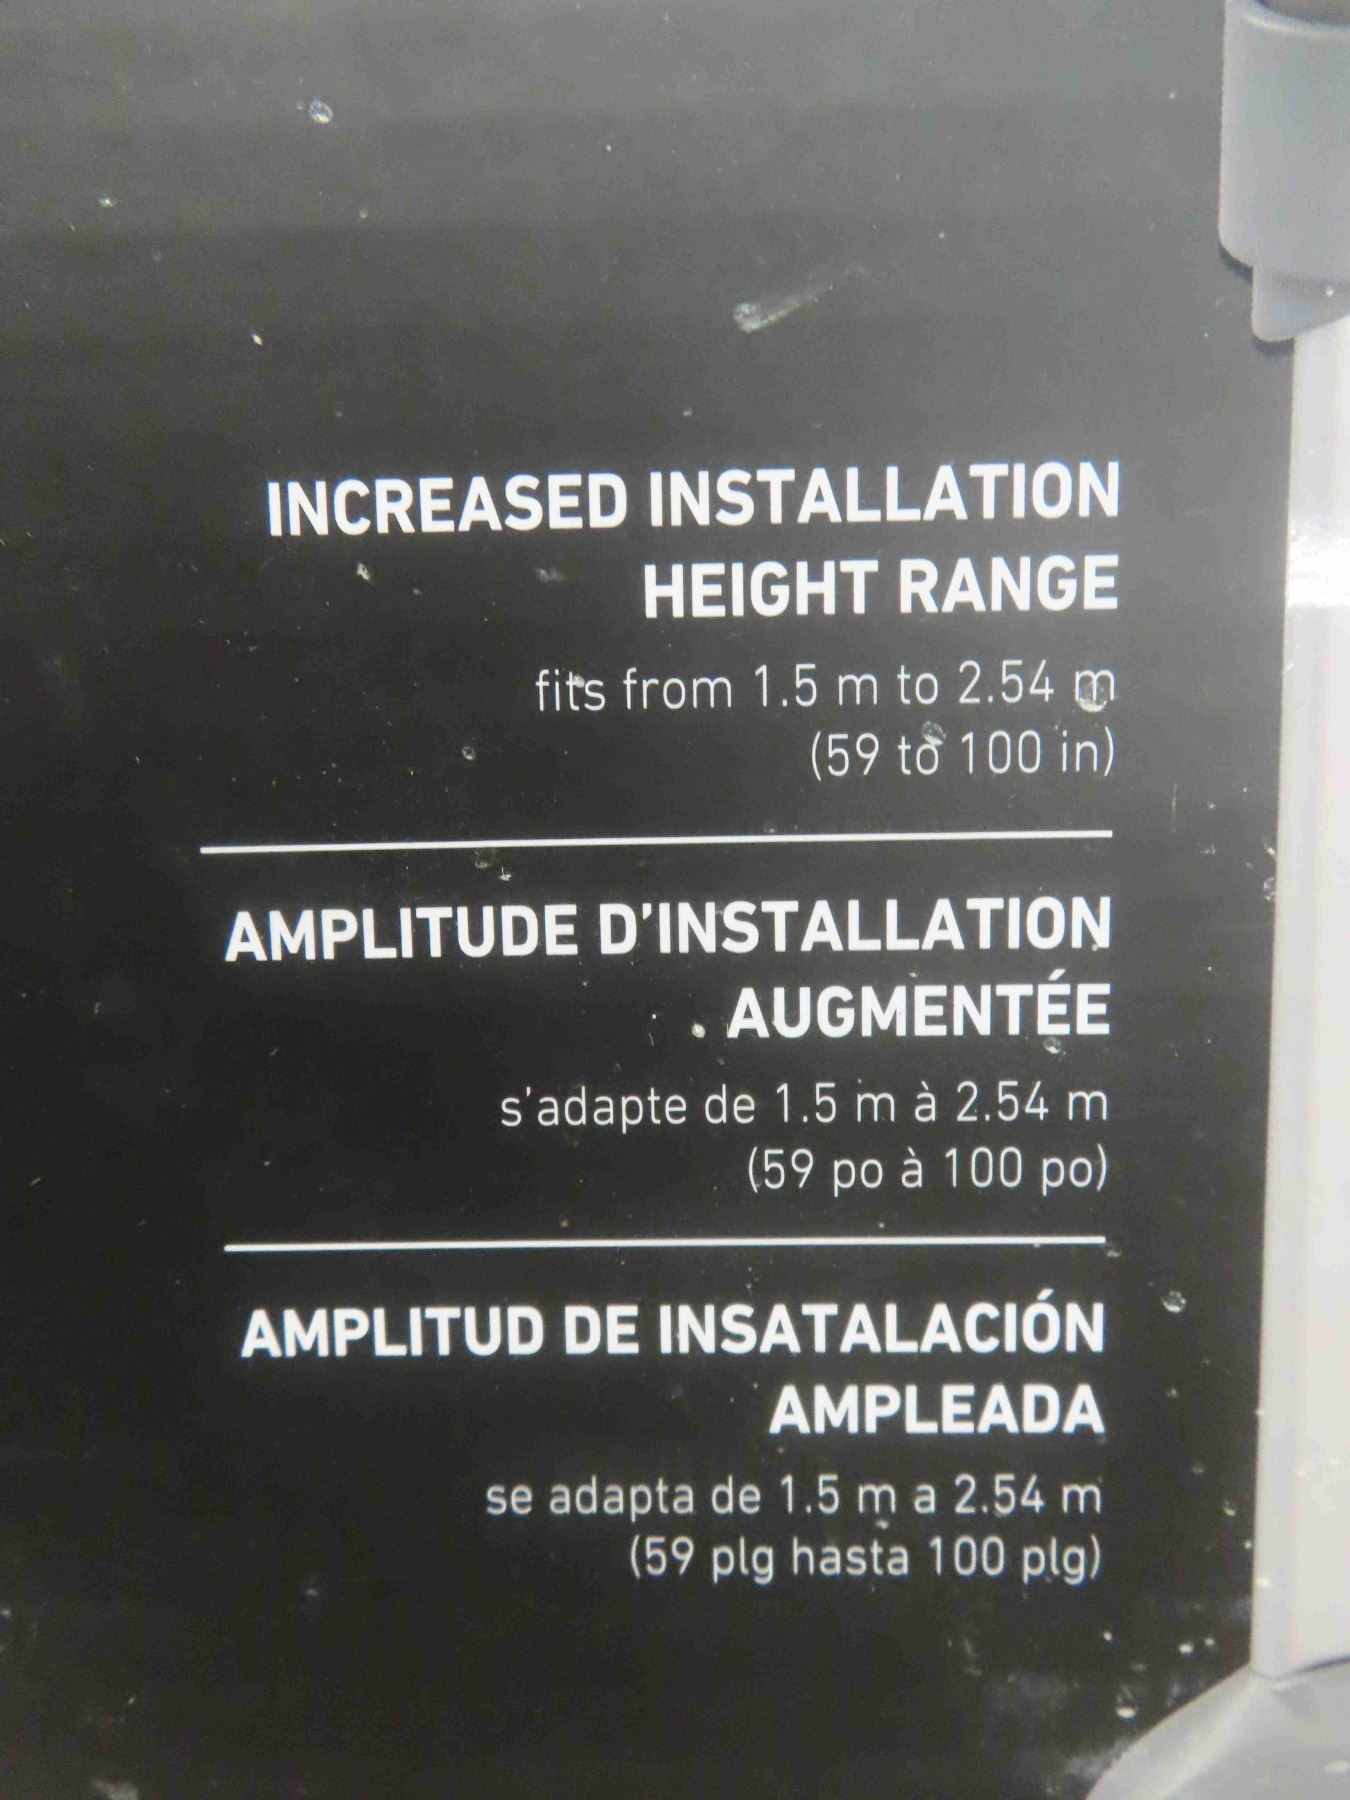 INCREASED INSTALLATION
HEIGHT RANGE
fits from 1.5 m to 2.54 m
(59 to 100 in)
AMPLITUDE D'INSTALLATION
AUGMENTÉE
s'adapte de 1.5 m à 2.54 m
(59 po à 100 po)
AMPLITUD DE INSATALACIÓN
AMPLEADA
se adapta de 1.5 m a 2.54 m
(59 plg hasta 100 plg)